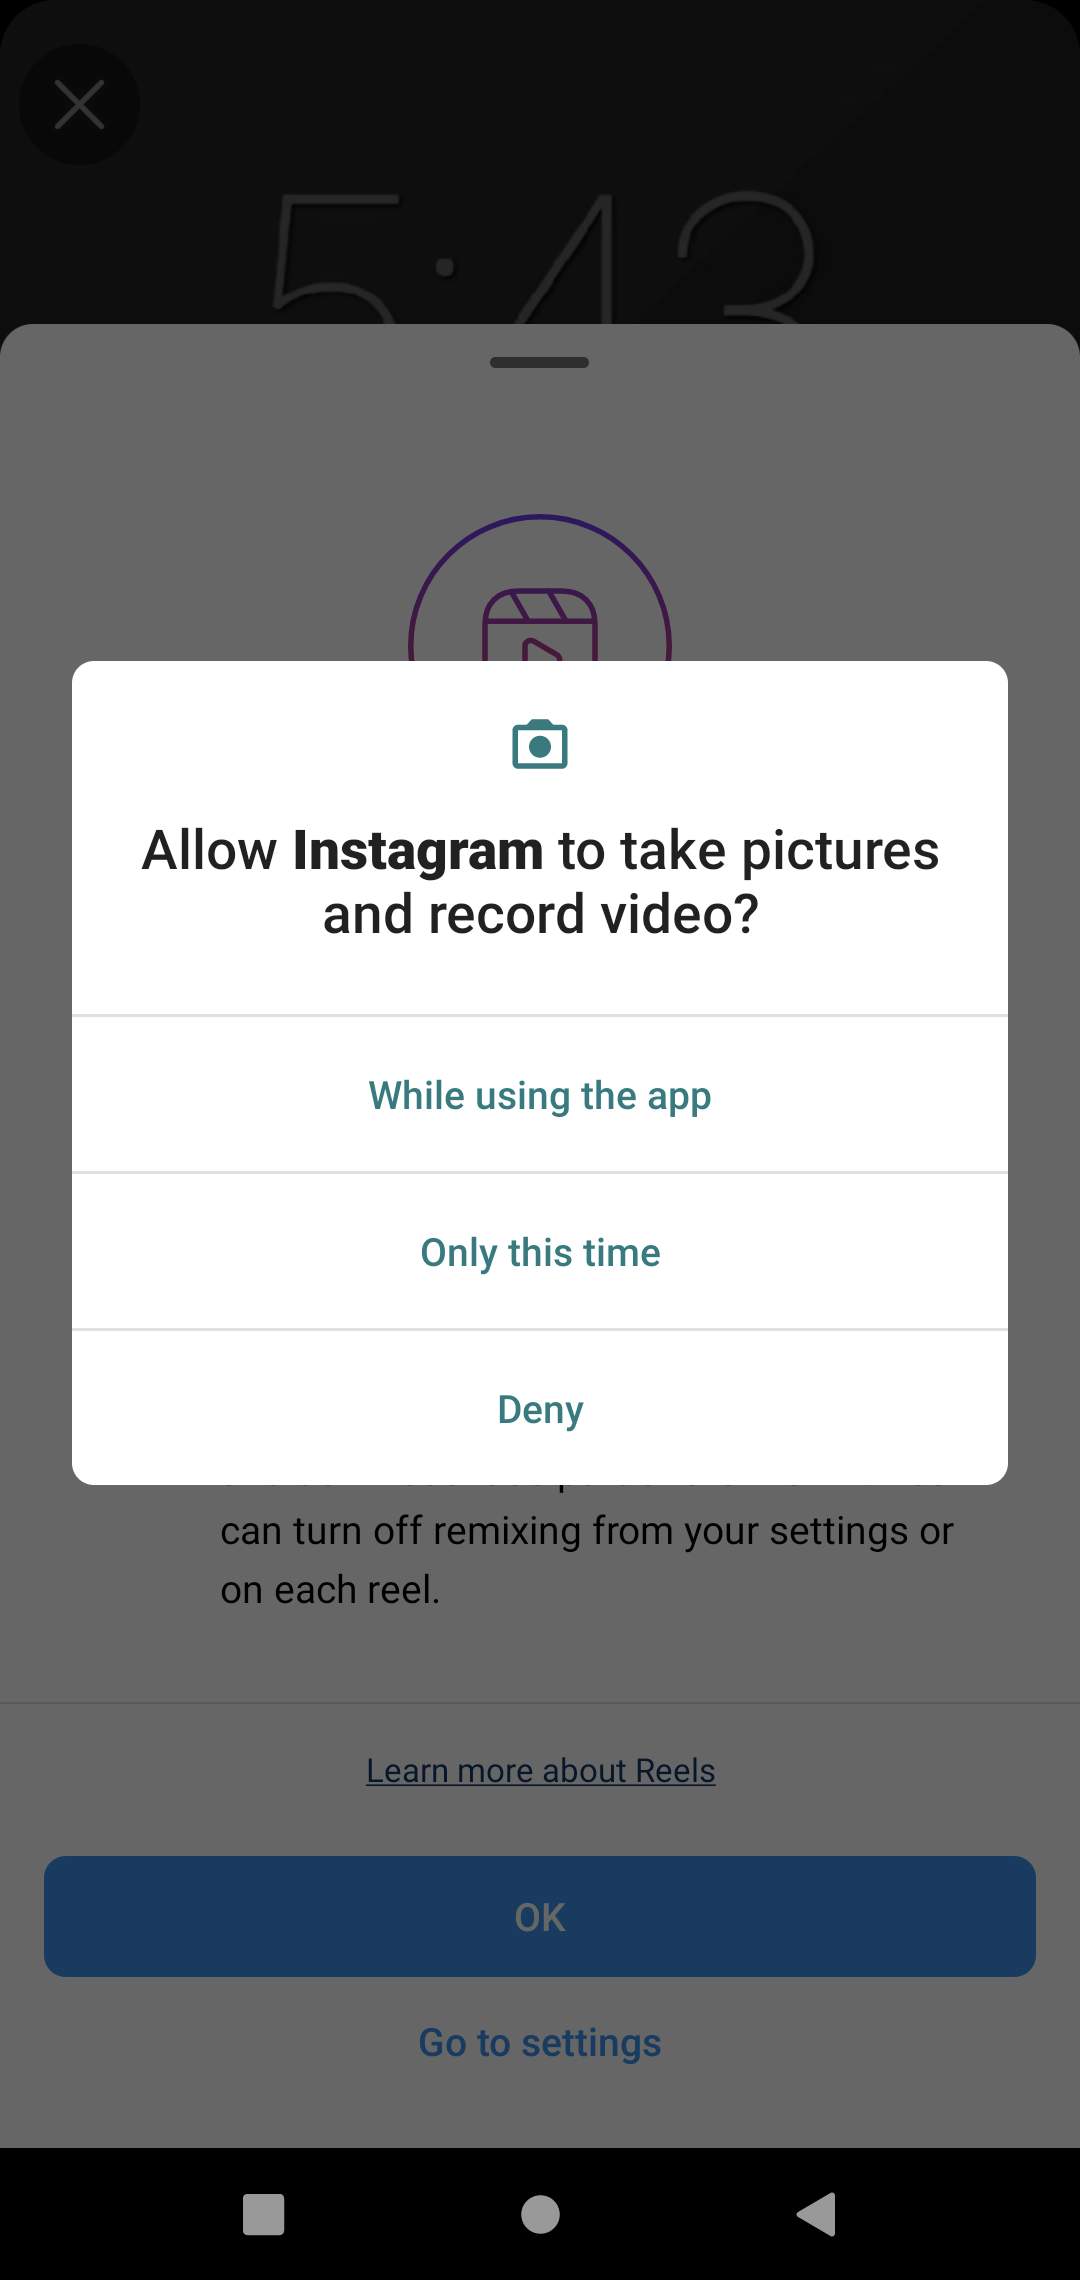 5:43
Allow Instagram to take pictures
and record video?
While using the app
Only this time
Deny
can turn off remixing from your settings or
on each reel.
Learn more about Reels
OK
Go to settings